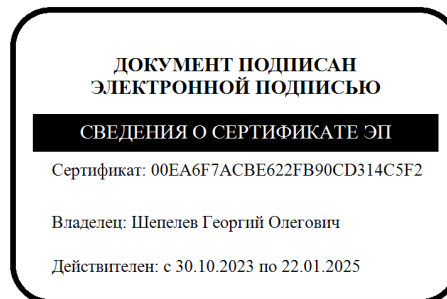 ДОКУМЕНТ ПОДПИСАН
ЭЛЕКТРОННОЙ ПОДПИСЬЮ
СВЕДЕНИЯ О СЕРТИФИКАТЕ ЭП
Сертификат: 00EA6F7ACBE622FB90CD314C5F2
Владелец: Шепелев Георгий Олегович
Действителен: с 30.10.2023 по 22.01.2025